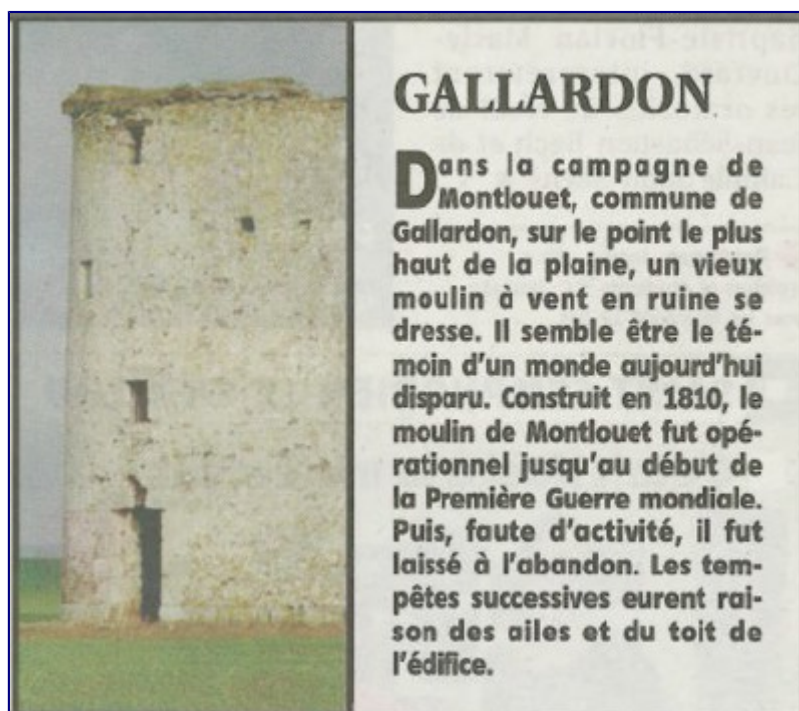 GALLARDON
Dans la campagne de
Montlouet, commune de
Gallardon, sur le point le plus
haut de la plaine, un vieux
moulin à vent en ruine se
dresse. Il semble être le té-
moin d'un monde aujourd'hui
disparu. Construit en 1810, le
moulin de Montlouet fut opé-
rationnel jusqu'au début de
la Première Guerre mondiale.
Puis, faute d'activité, il fut
laissé à l'abandon. Les tem-
pêtes successives eurent rai-
son des ailes et du toit de
l'édifice.